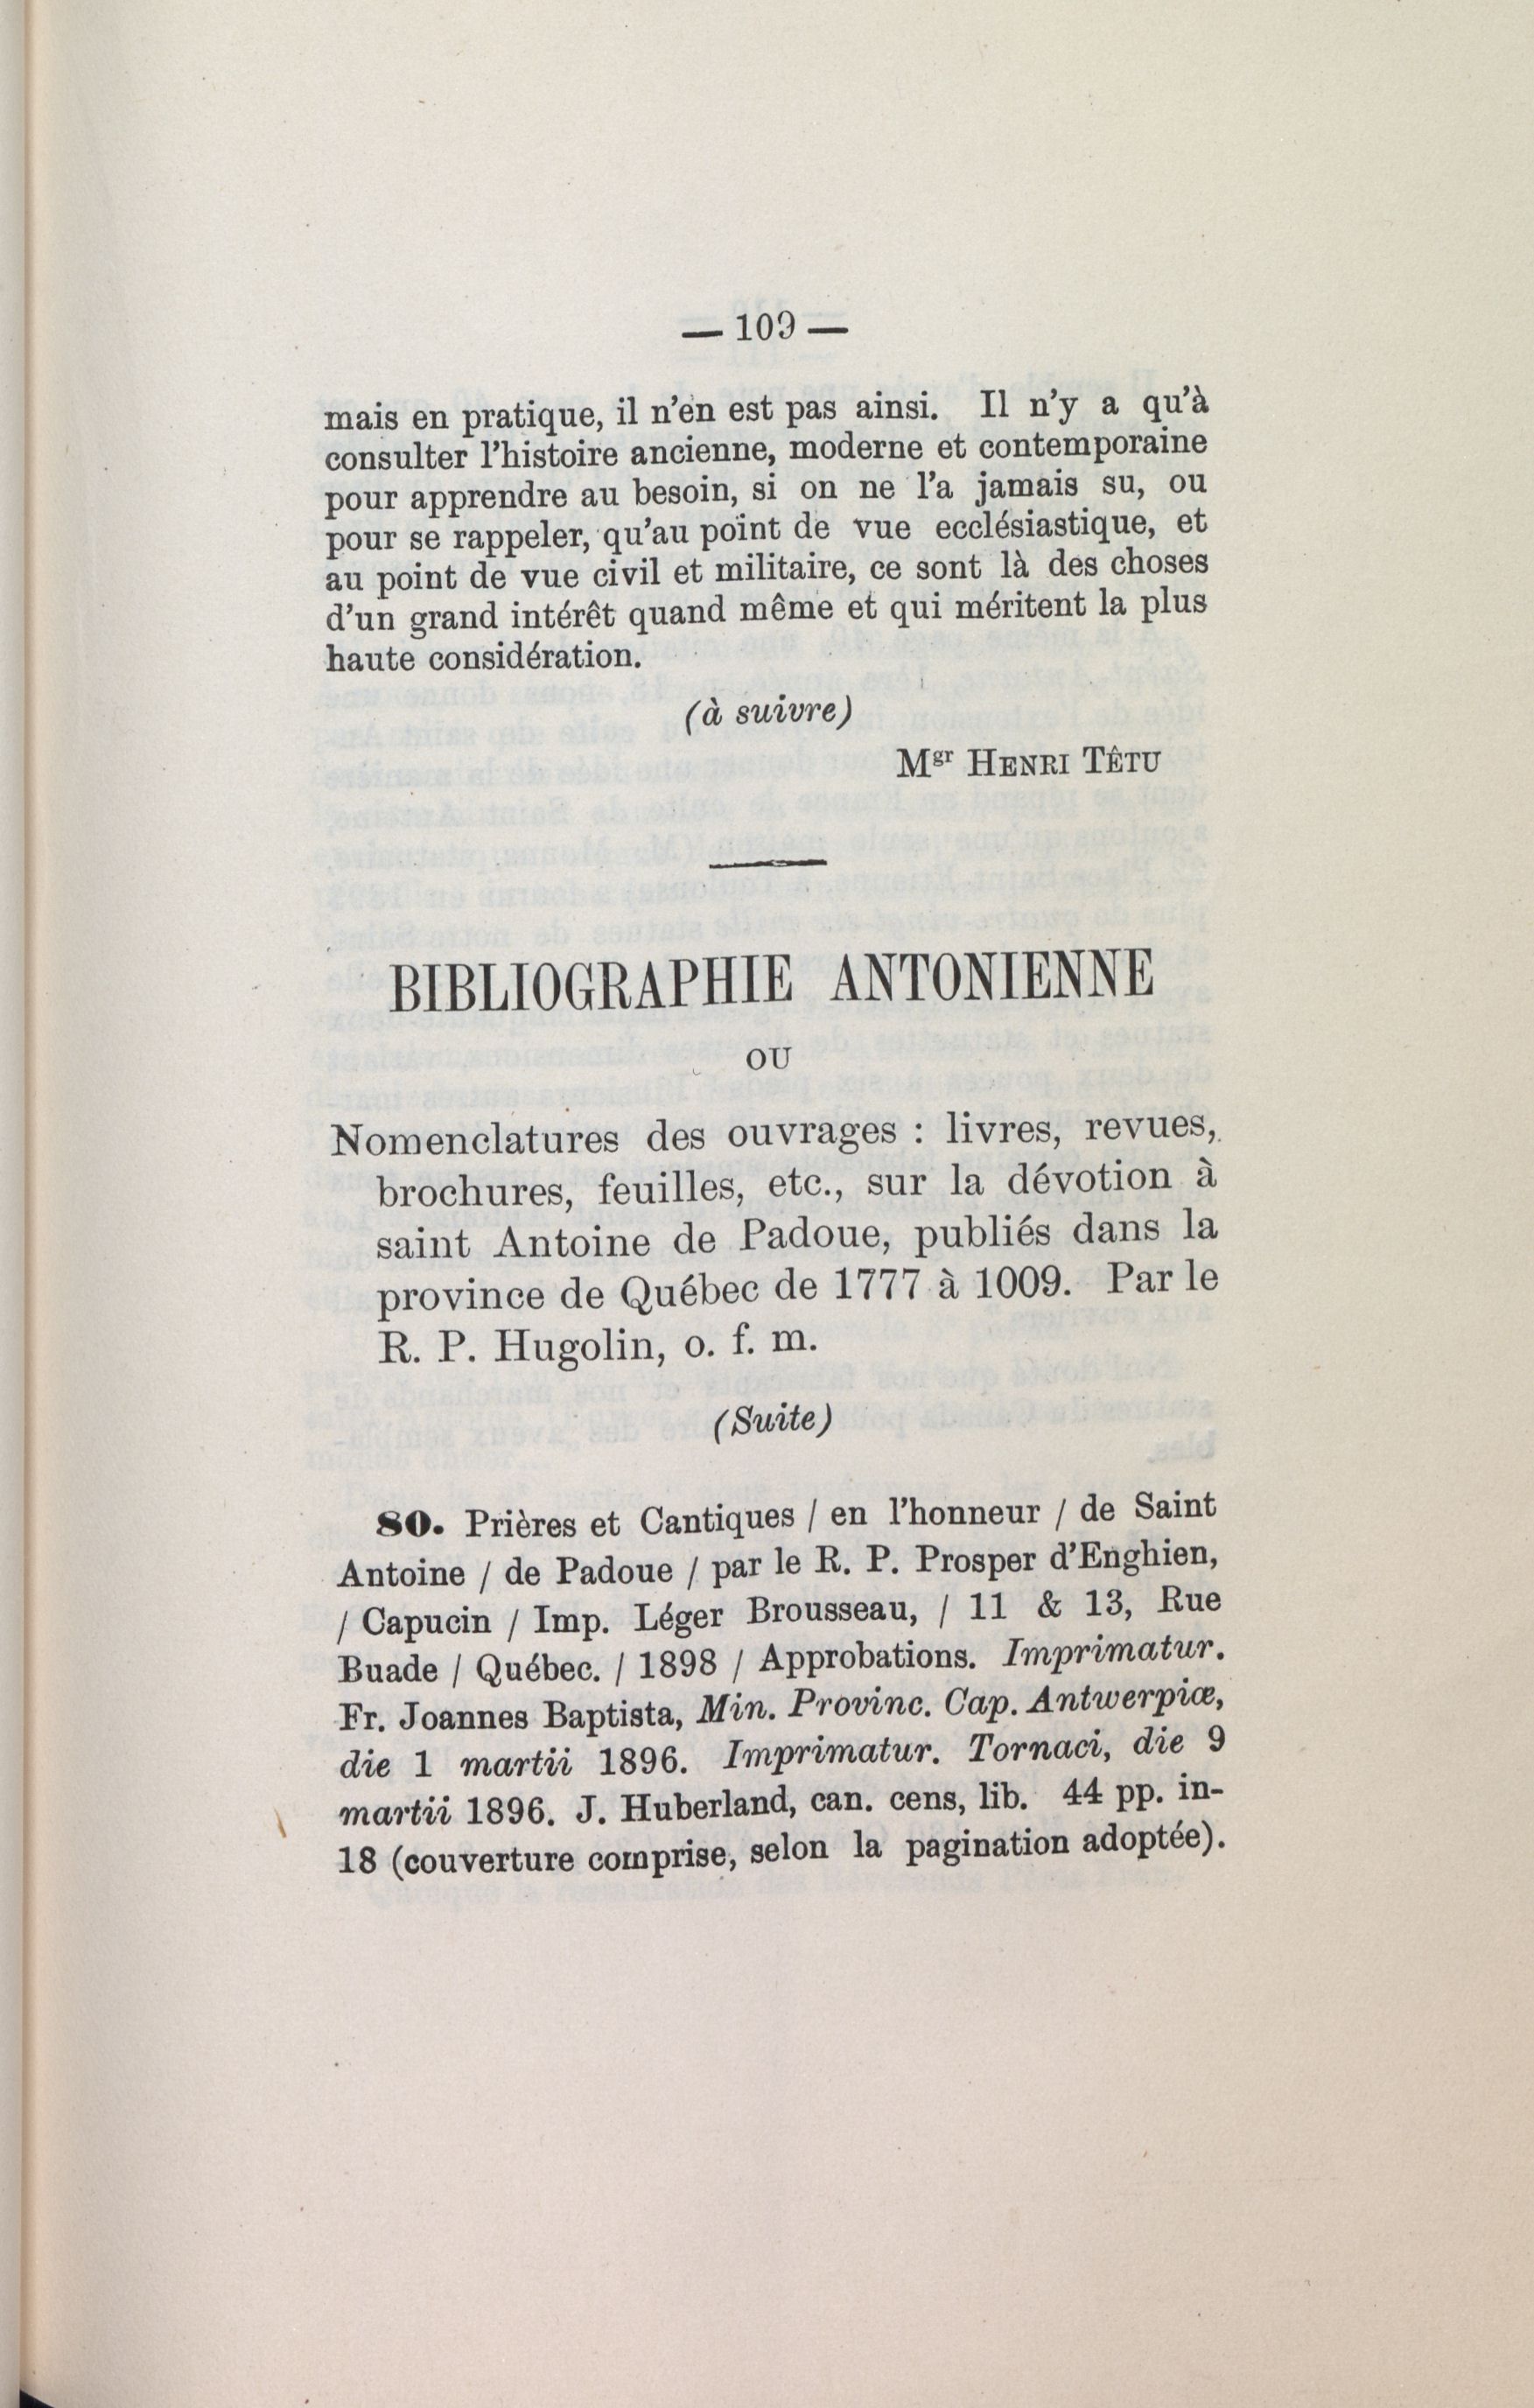 — 109 —
mais en pratique, il n'en est pas ainsi. Il n'y a qu'à
consulter l'histoire ancienne, moderne et contemporaine
pour apprendre au besoin, si on ne l'a jamais su, ou
pour se rappeler, qu'au point de vue ecclésiastique, et
au point de vue civil et militaire, ce sont là des choses
d'un grand intérêt quand même et qui méritent la plus
haute considération.
(à suivre)
Mgr HENRI TÊTU
BIBLIOGRAPHIE ANTONIENNE
OU
Nomenclatures des ouvrages : livres, revues,
brochures, feuilles, etc., sur la dévotion à
saint Antoine de Padoue, publiés dans la
province de Québec de 1777 à 1009. Par le
R. P. Hugolin, o. f. m.
(Suite)
80. Prières et Cantiques / en l'honneur / de Saint
Antoine / de Padoue / par le R. P. Prosper d'Enghien,
/ Capucin / Imp. Léger Brousseau, / 11 & 13, Rue
Buade / Québec. / 1898 / Approbations. Imprimatur.
Fr. Joannes Baptista, Min. Provinc. Cap. Antwerpiæ,
die 1 martii 1896. Imprimatur. Tornaci, die 9
martii 1896. J. Huberland, can. cens, lib. 44 pp. in-
18 (couverture comprise, selon la pagination adoptée).